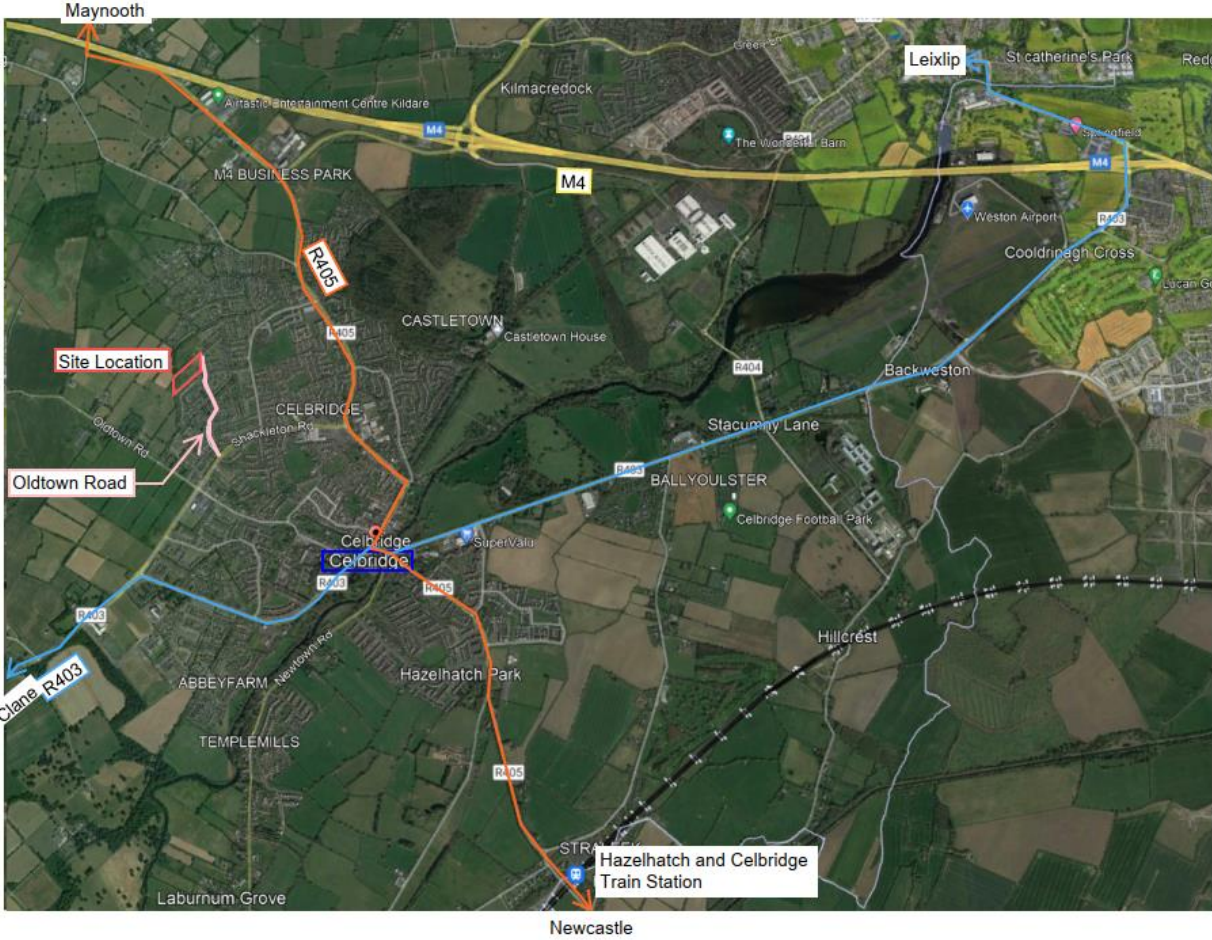 Maynooth
Leixlip
St catherine's Park
Kilmacredock
Airtastic Entertainment Centre Kildare
M4
The Wonderful Barn
R404
Springfield
M4
M4 BUSINESS PARK
M4
Weston Airport
R403
R405
Cooldrinagh Cross
CASTLETOWN
Castletown House
R405
Site Location
R404
Backweston
CELBRIDGE
Oldtown Rd
Shackleton Rd
Stacumny Lane
Oldtown Road
R403
BALLYOULSTER
Celbridge Football Park
Celbridge
SuperValu
Celbridge
R403
R405
R403
Hillcrest
Newtown Rd
Clane
R403
ABBEYFARM
Hazelhatch Park
TEMPLEMILLS
R405
Hazelhatch and Celbridge
Train Station
Laburnum Grove
Newcastle